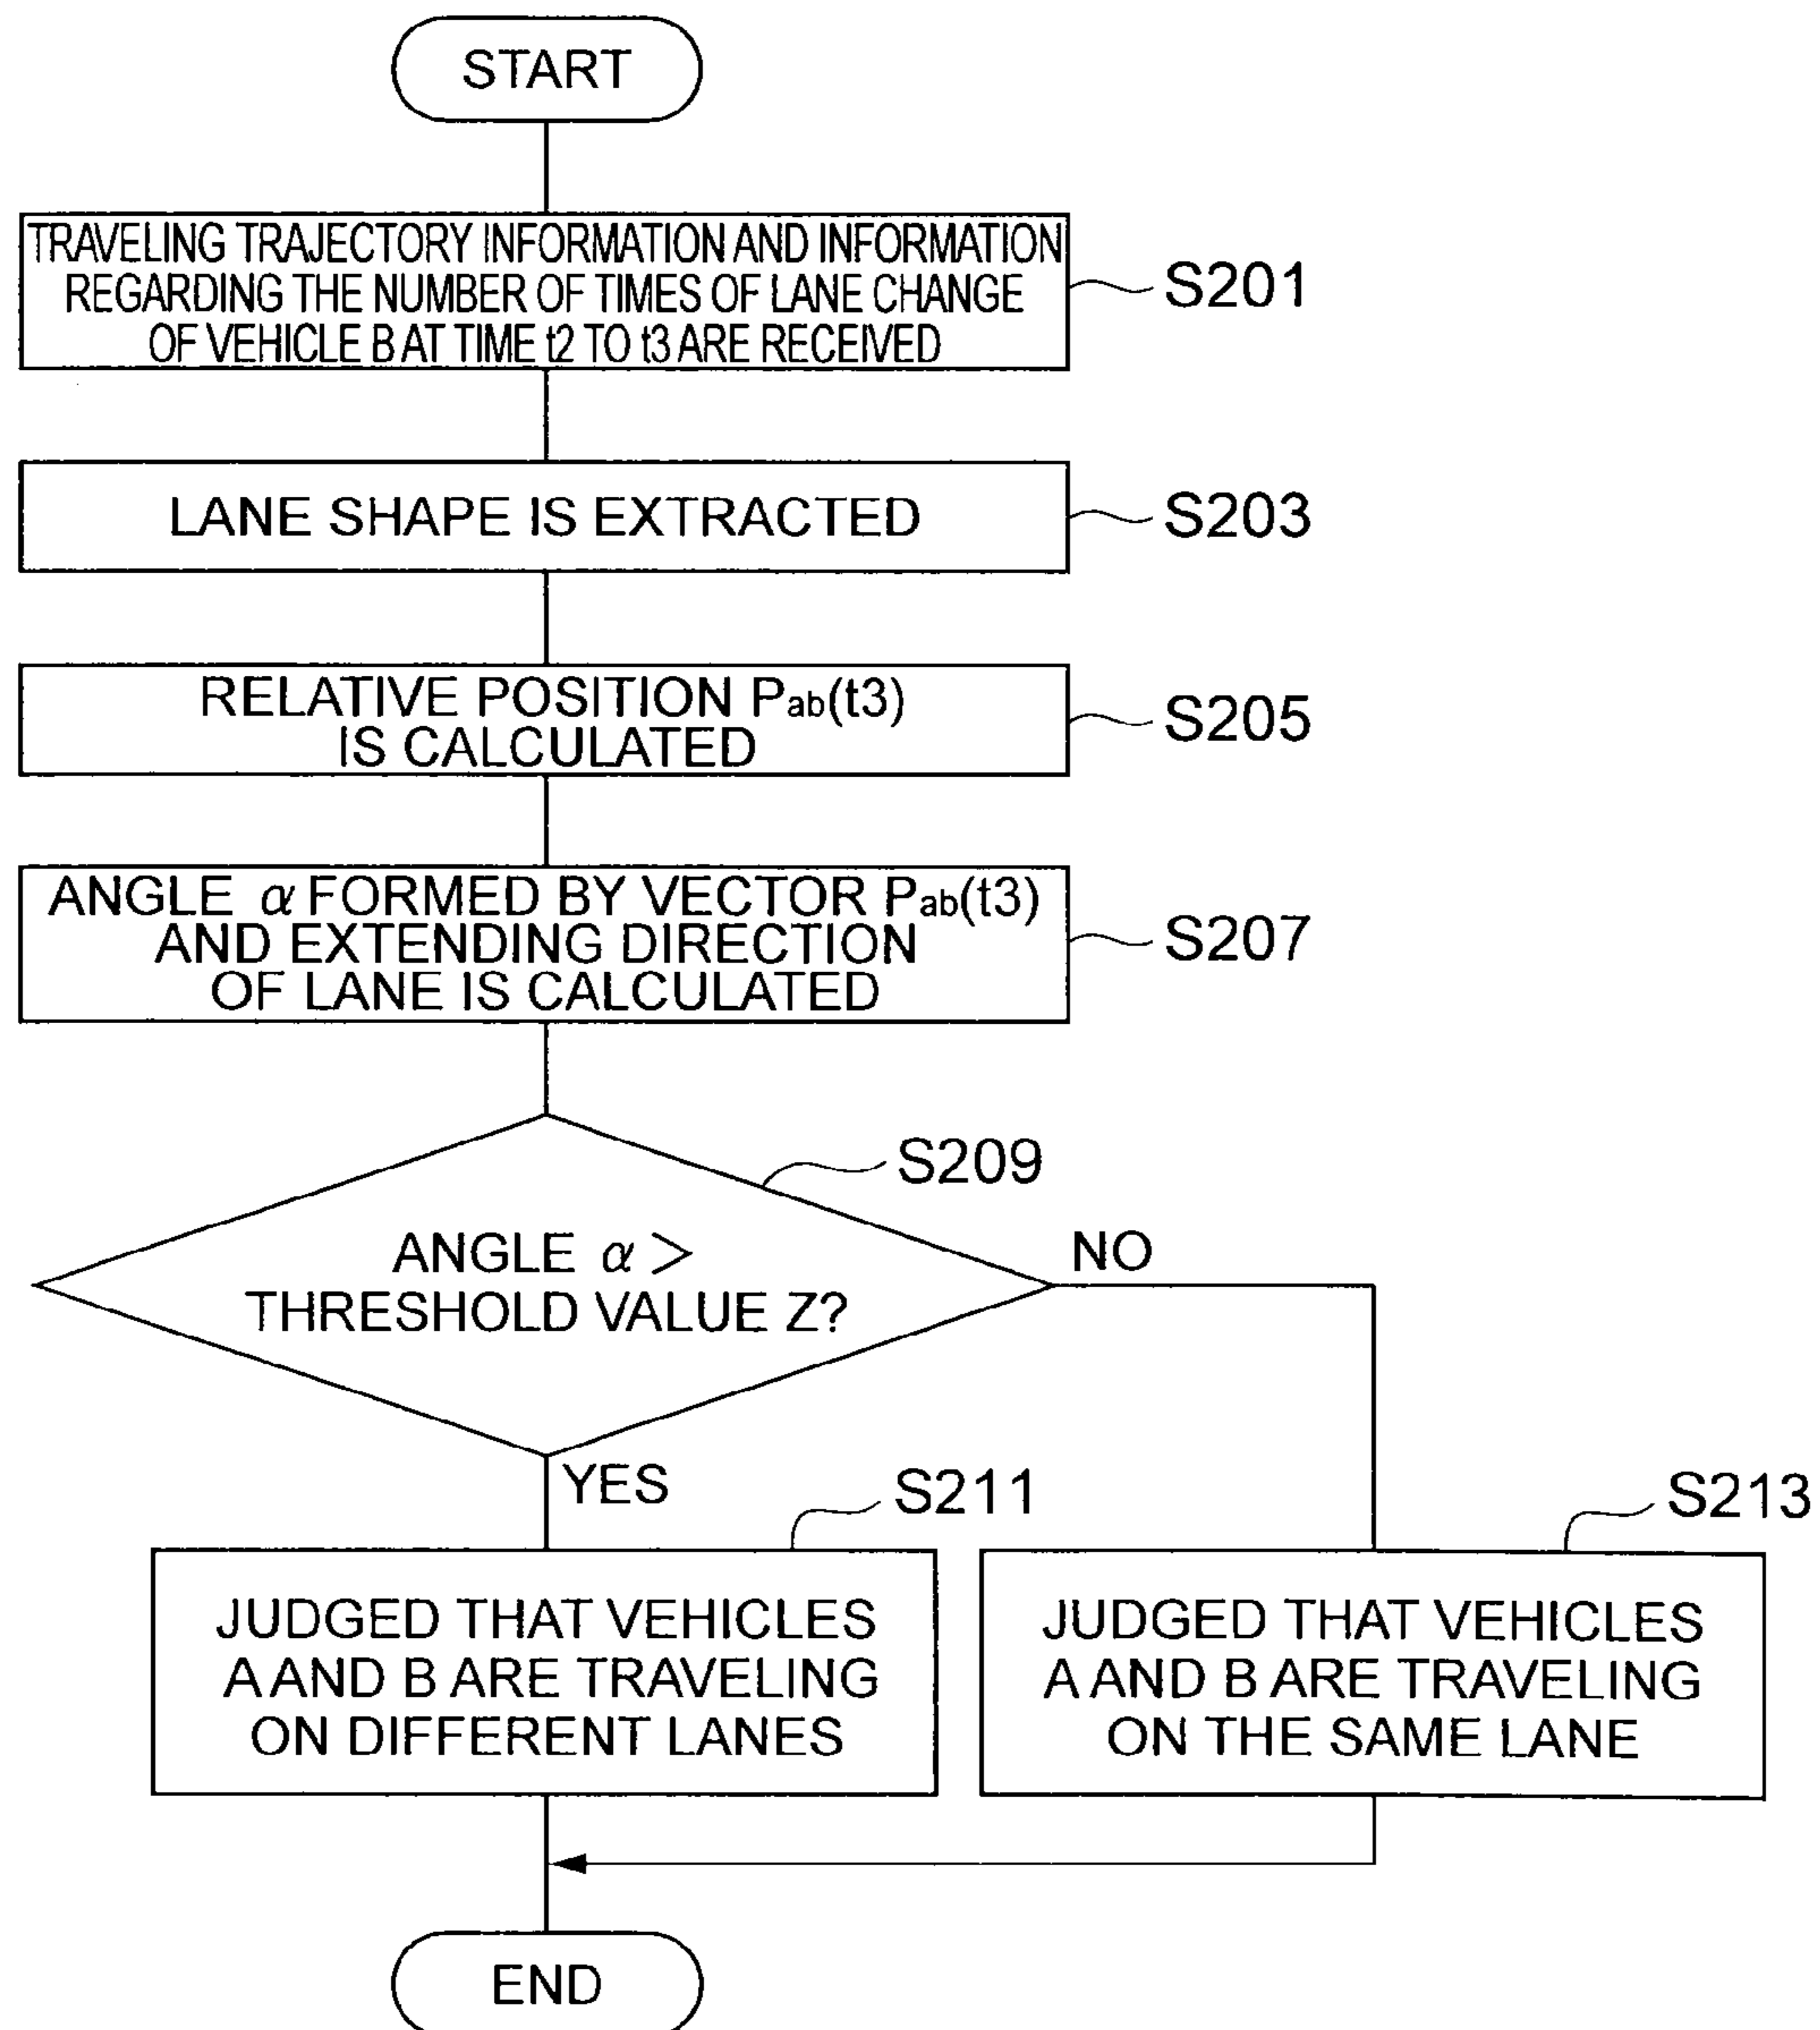 START
TRAVELING TRAJECTORY INFORMATION AND INFORMATION
REGARDING THE NUMBER OF TIMES OF LANE CHANGE
OF VEHICLE B AT TIME t2 TO t3 ARE RECEIVED
S201
LANE SHAPE IS EXTRACTED
S203
RELATIVE POSITION Pab(t3)
IS CALCULATED
S205
ANGLE α FORMED BY VECTOR Pab(t3)
AND EXTENDING DIRECTION
OF LANE IS CALCULATED
S207
S209
ANGLE α >
THRESHOLD VALUE Z?
NO
YES
S211
JUDGED THAT VEHICLES
A AND B ARE TRAVELING
ON DIFFERENT LANES
S213
JUDGED THAT VEHICLES
A AND B ARE TRAVELING
ON THE SAME LANE
END